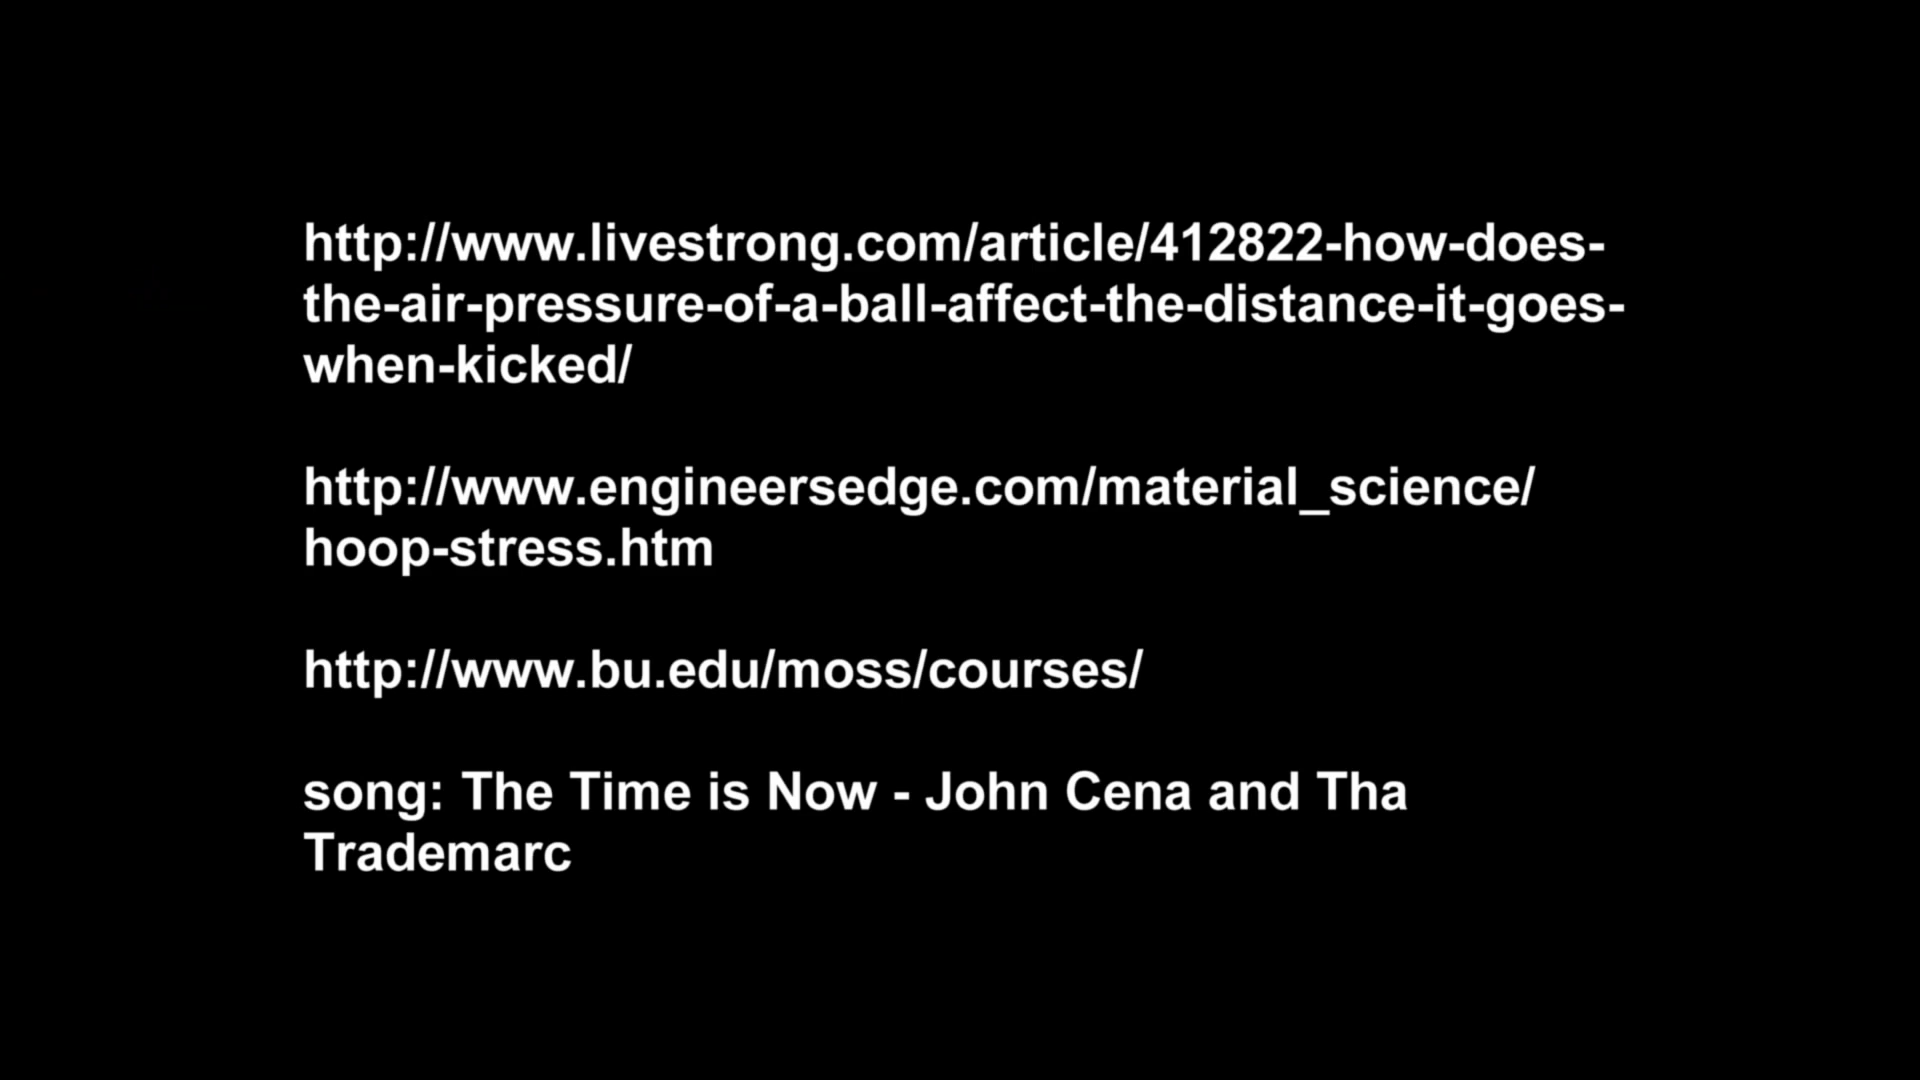 http://www.livestrong.com/article/412822-how-does-
the-air-pressure-of-a-ball-affect-the-distance-it-goes-
when-kicked/
http://www.engineersedge.com/material_science/
hoop-stress.htm
http://www.bu.edu/moss/courses/
song: The Time is Now - John Cena and Tha
Trademarc